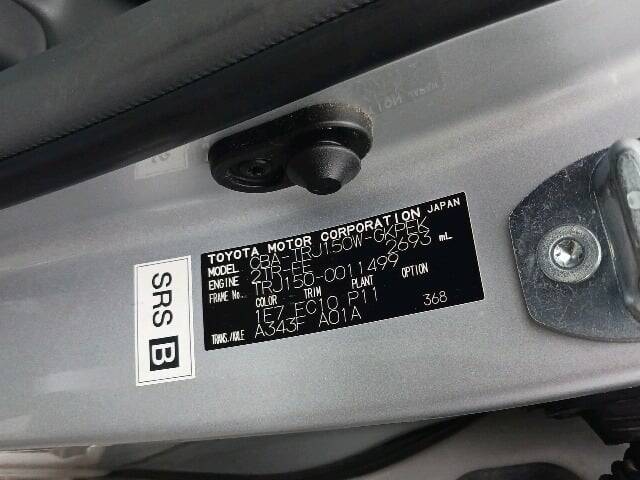 TOYOTA MOTOR CORPORATION JAPAN
MODEL CBA-TRJ150W-GKPEK
ENGINE 2TR-FE 2693 mL
FRAME No. TRJ150-0011499
COLOR TRIM PLANT OPTION
1E7 FC10 P11 368
TRANS./AXLE A343F A01A
SRS B